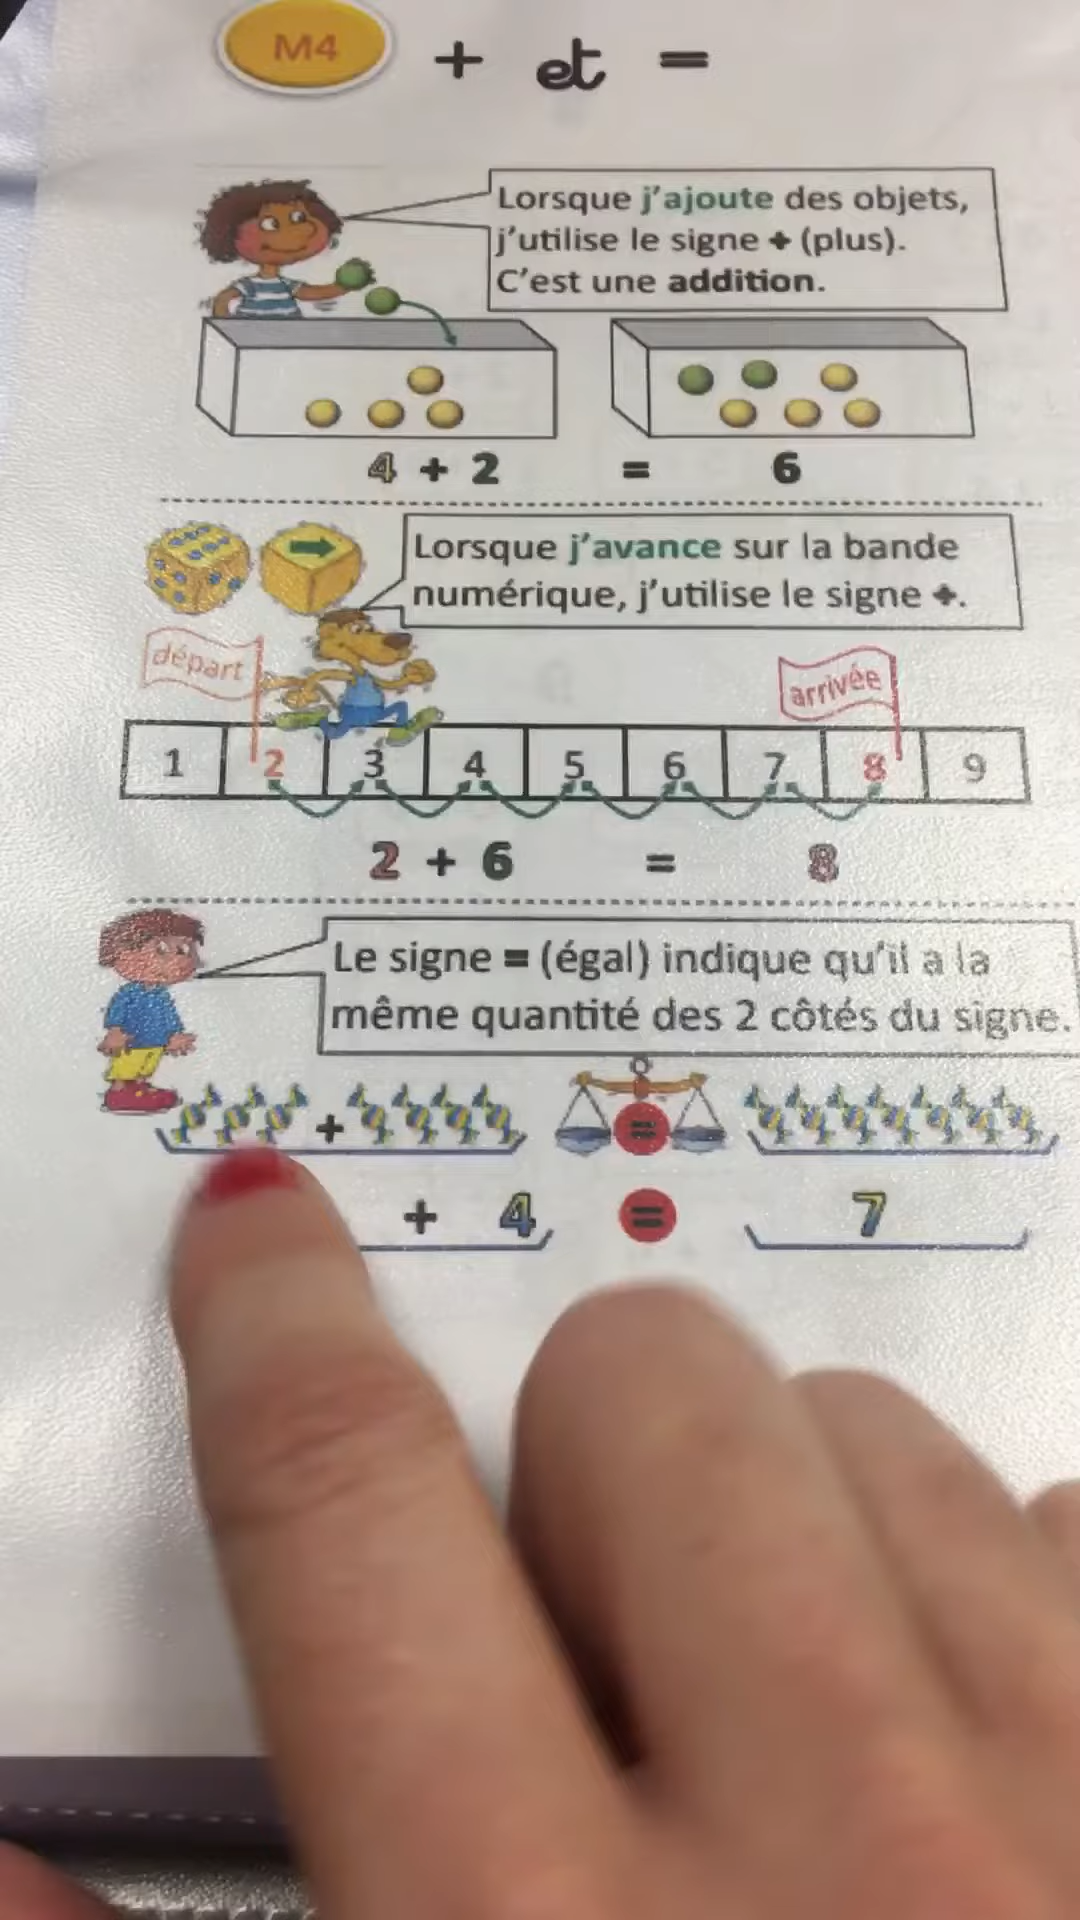 M4 + et =
Lorsque j'ajoute des objets,
j'utilise le signe + (plus).
C'est une addition.
4 + 2 = 6
Lorsque j'avance sur la bande
numérique, j'utilise le signe +.
départ
arrivée
1 2 3 4 5 6 7 8 9
2 + 6 = 8
Le signe = (égal) indique qu'il a la
même quantité des 2 côtés du signe.
+ =
+ 4 = 7